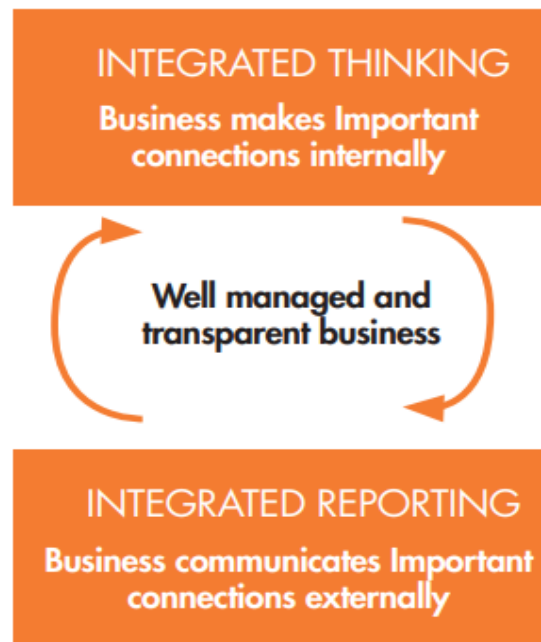 INTEGRATED THINKING
Business makes Important
connections internally
Well managed and
transparent business
INTEGRATED REPORTING
Business communicates Important
connections externally